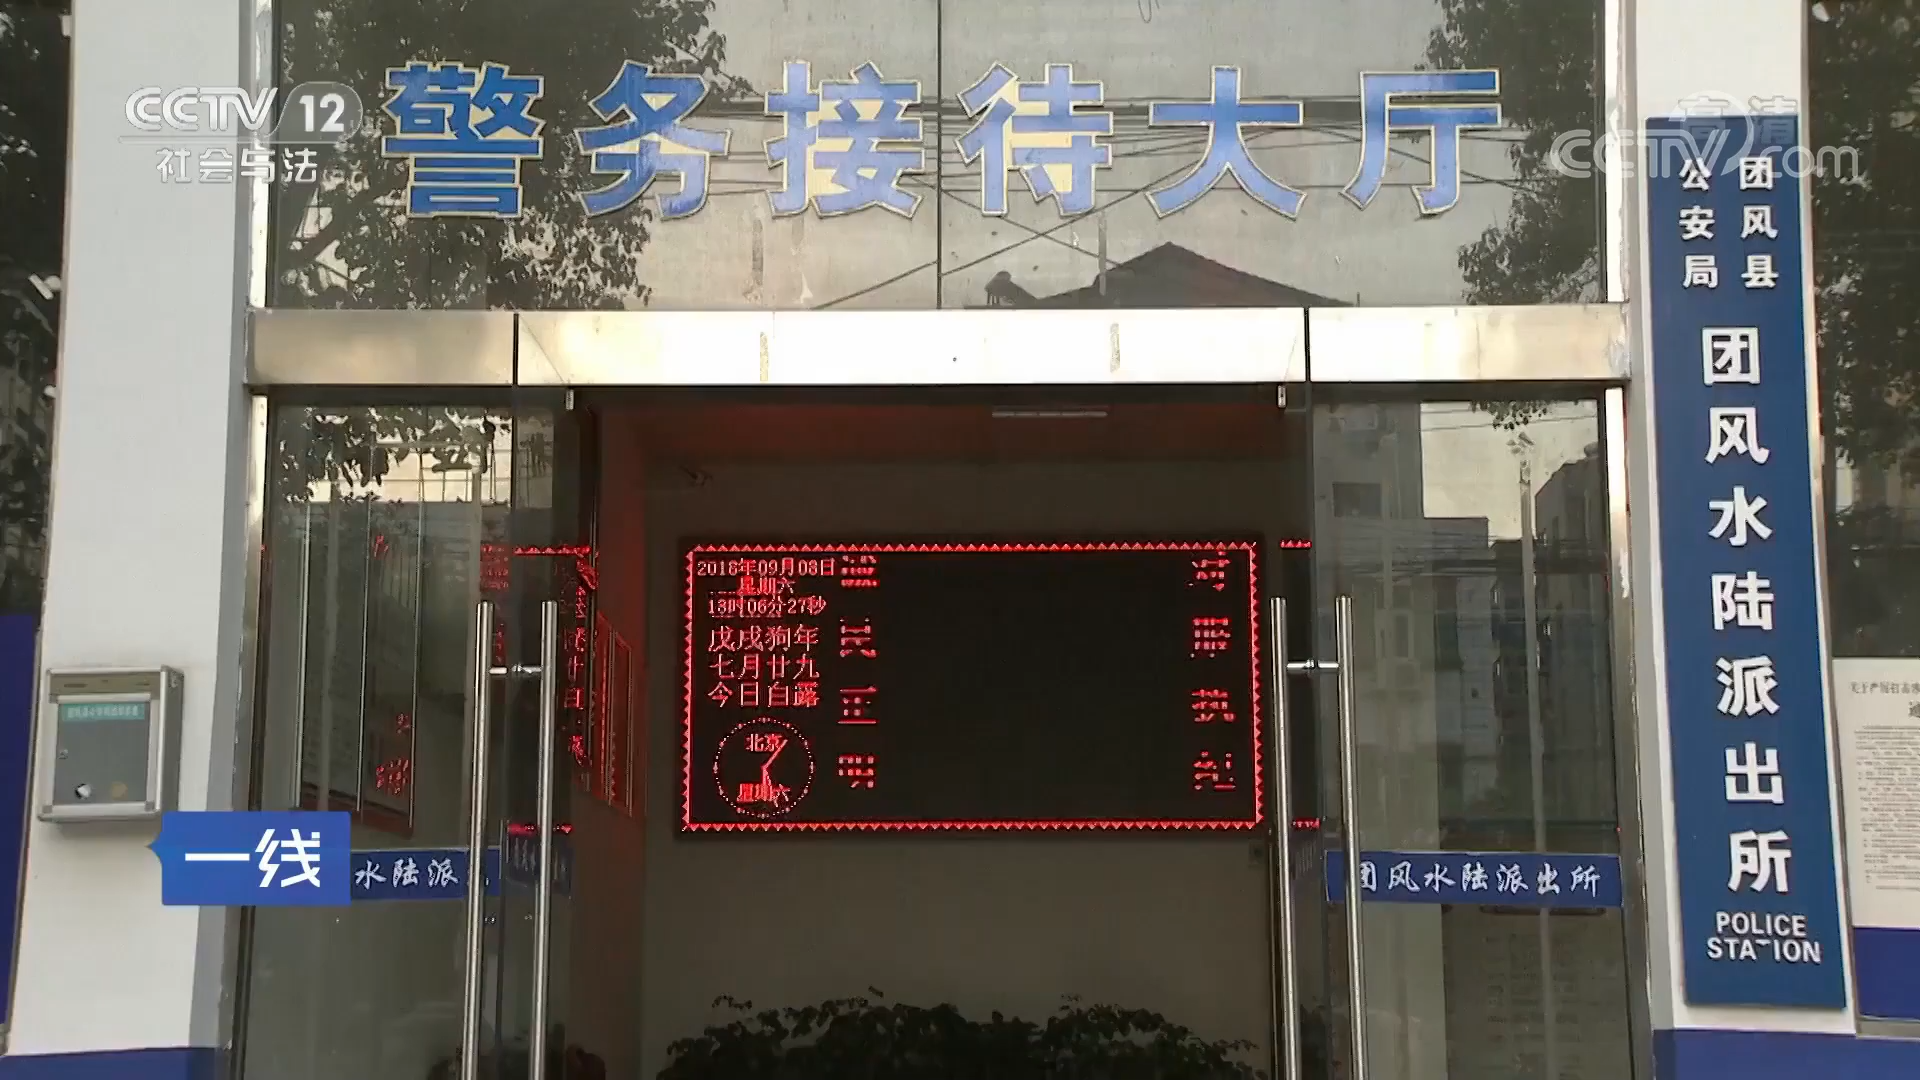 CCTV 12
社会与法
警务接待大厅
高清
CCTV.com
团风县
公安局
团风水陆派出所
POLICE
STATION
2018年09月08日
星期六
18时06分27秒
戊戌狗年
七月廿九
今日白露
北京
星期六
一线
水陆派
团风水陆派出所